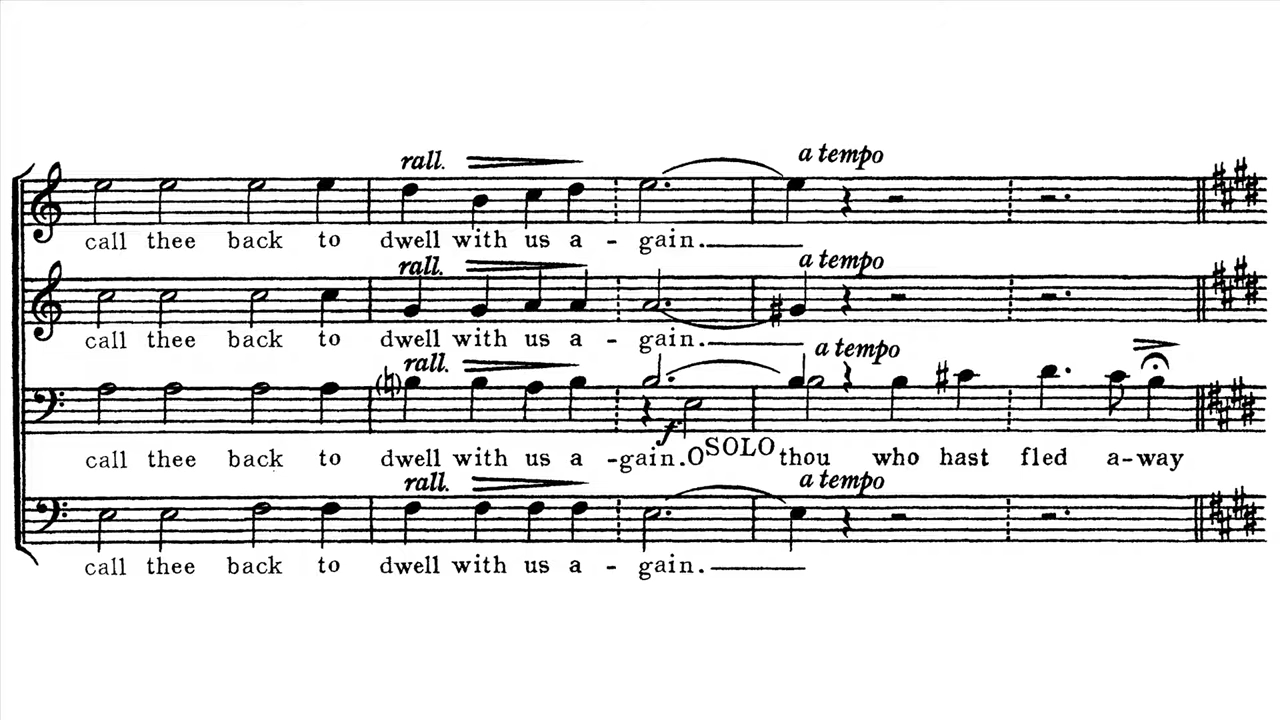 rall. a tempo
call thee back to dwell with us a - gain.
rall. a tempo
call thee back to dwell with us a - gain.
rall. a tempo
f
call thee back to dwell with us a -gain. O SOLO thou who hast fled a-way
rall. a tempo
call thee back to dwell with us a - gain.